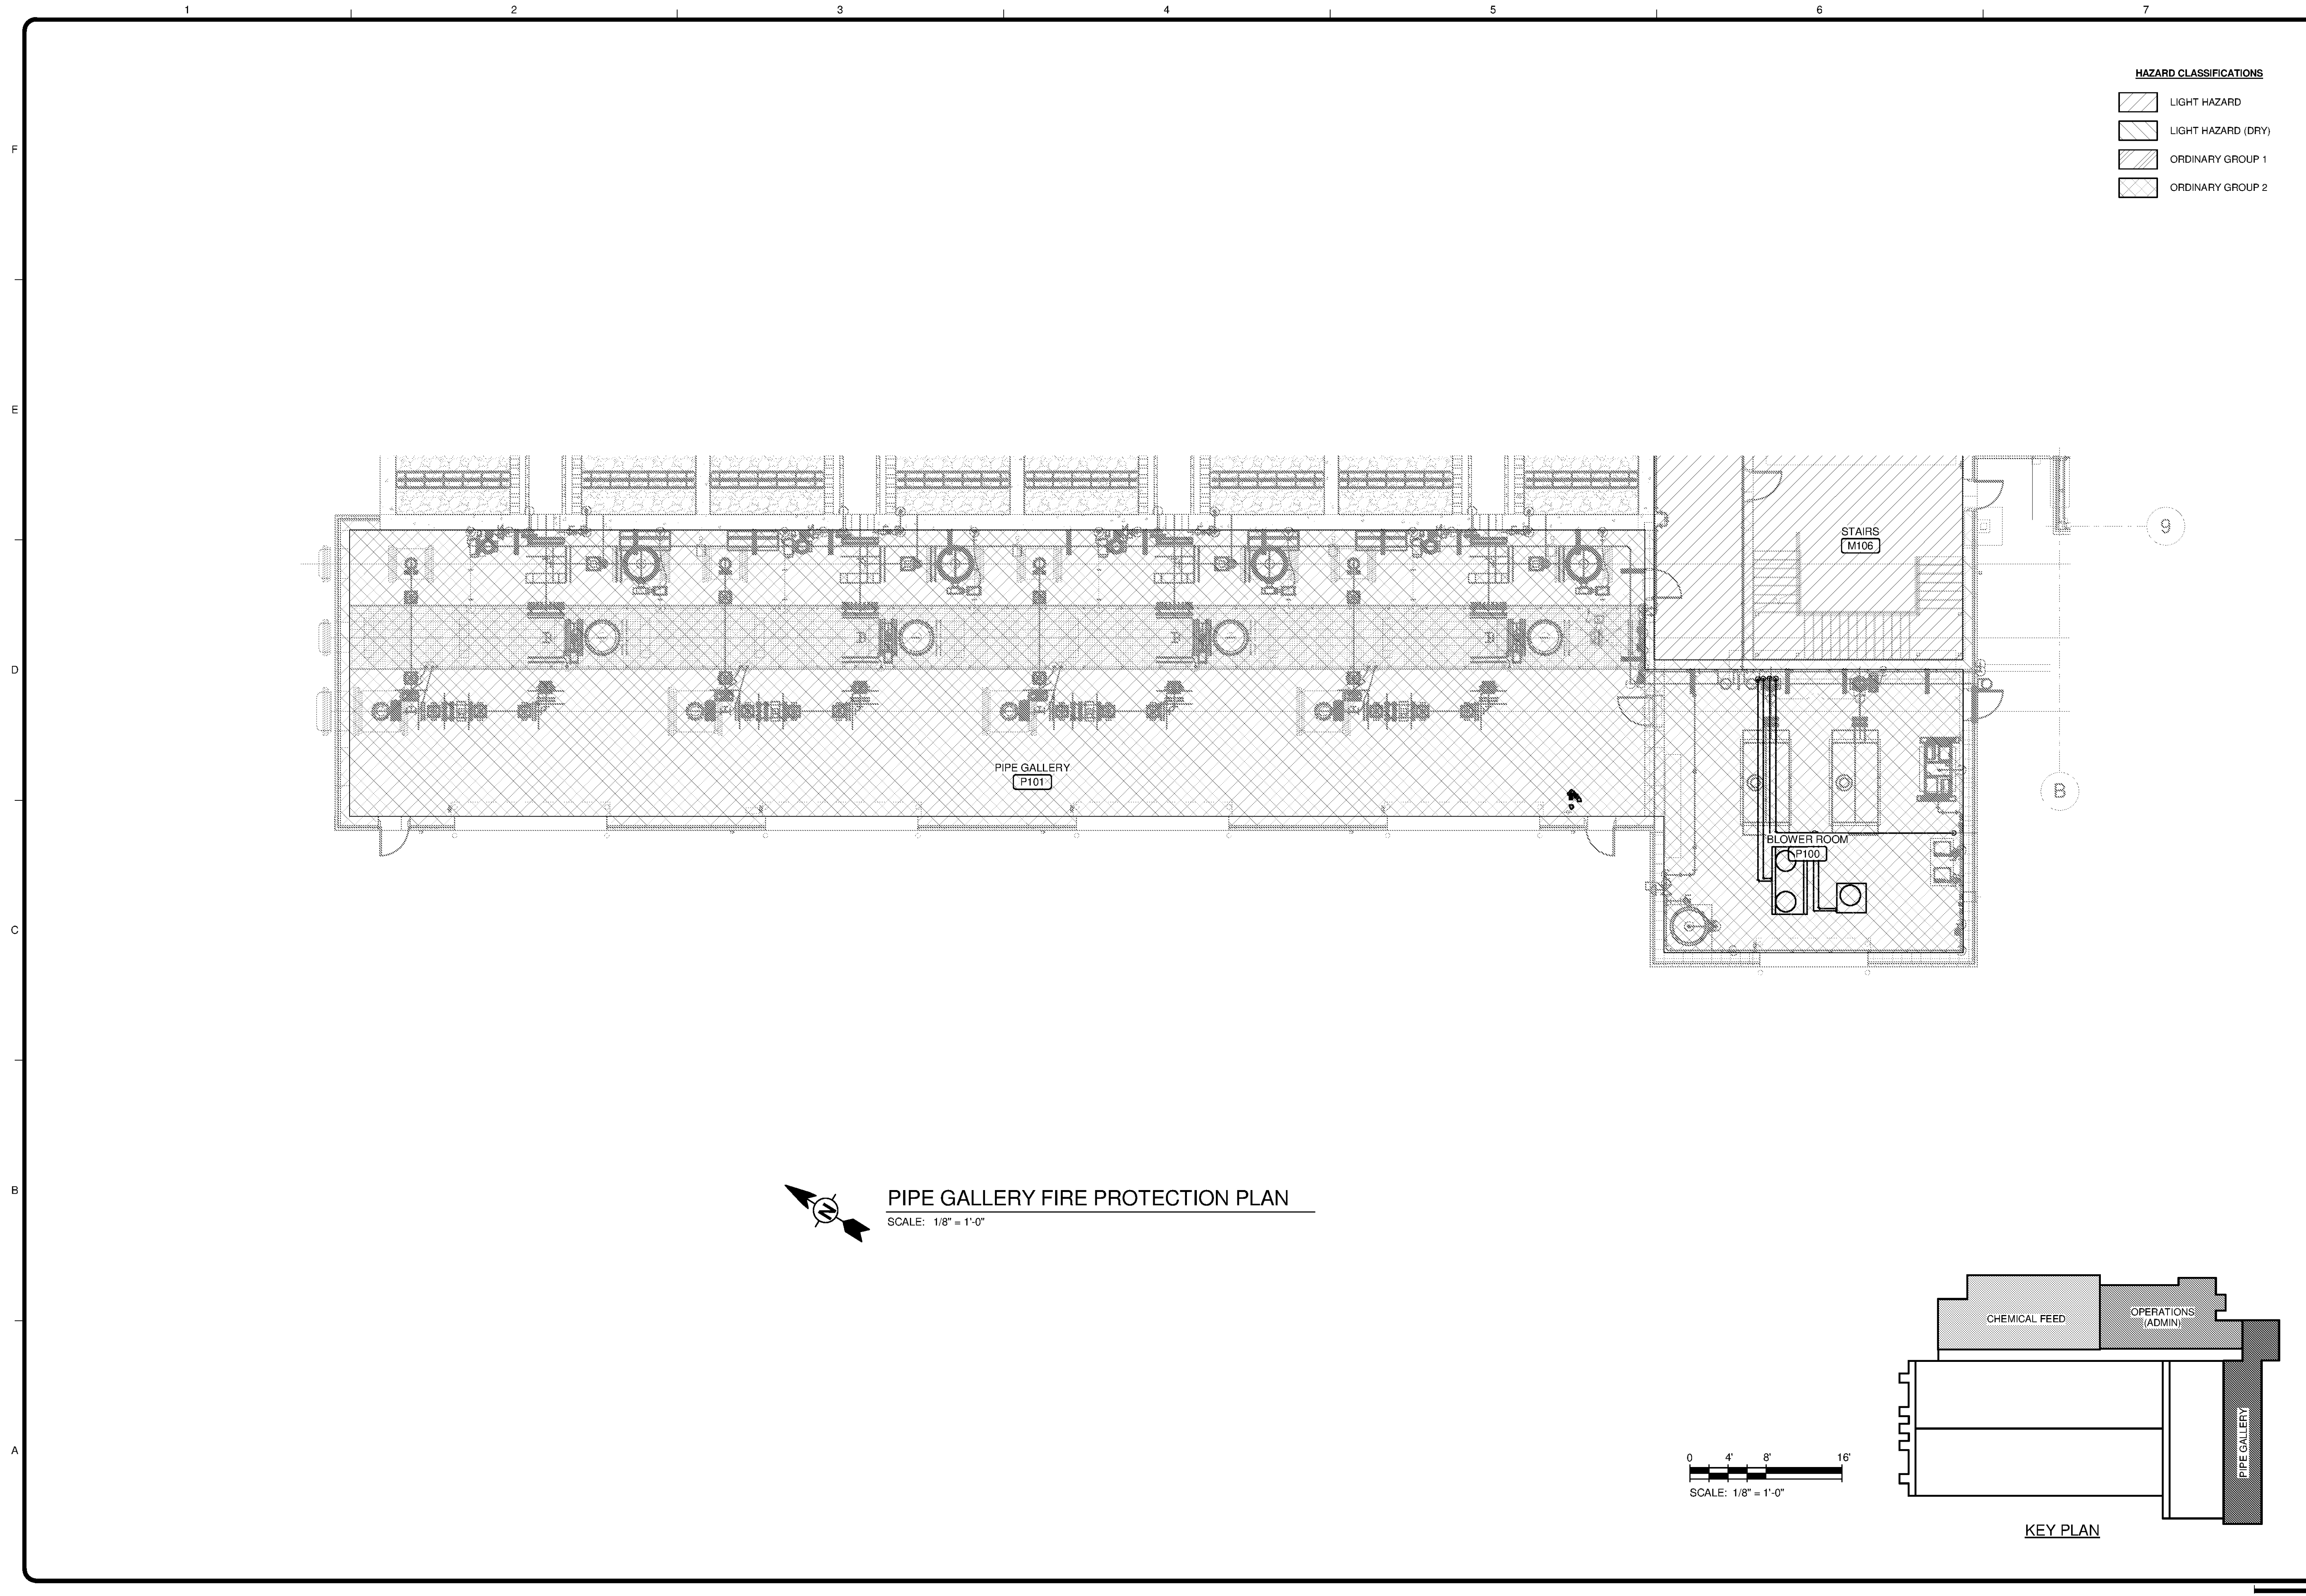 1 2 3 4 5 6 7
F
E
D
C
B
A
HAZARD CLASSIFICATIONS
LIGHT HAZARD
LIGHT HAZARD (DRY)
ORDINARY GROUP 1
ORDINARY GROUP 2
STAIRS
M106
9
B
PIPE GALLERY
P101
BLOWER ROOM
P100
N
PIPE GALLERY FIRE PROTECTION PLAN
SCALE: 1/8" = 1'-0"
0 4' 8' 16'
SCALE: 1/8" = 1'-0"
CHEMICAL FEED
OPERATIONS
(ADMIN)
PIPE GALLERY
KEY PLAN